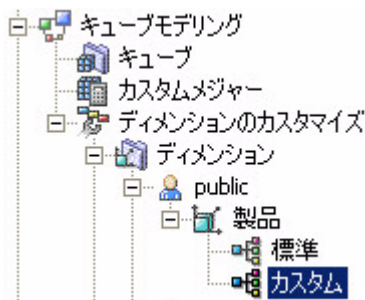 キューブモデリング
キューブ
カスタムメジャー
ディメンションのカスタマイズ
ディメンション
public
製品
標準
カスタム